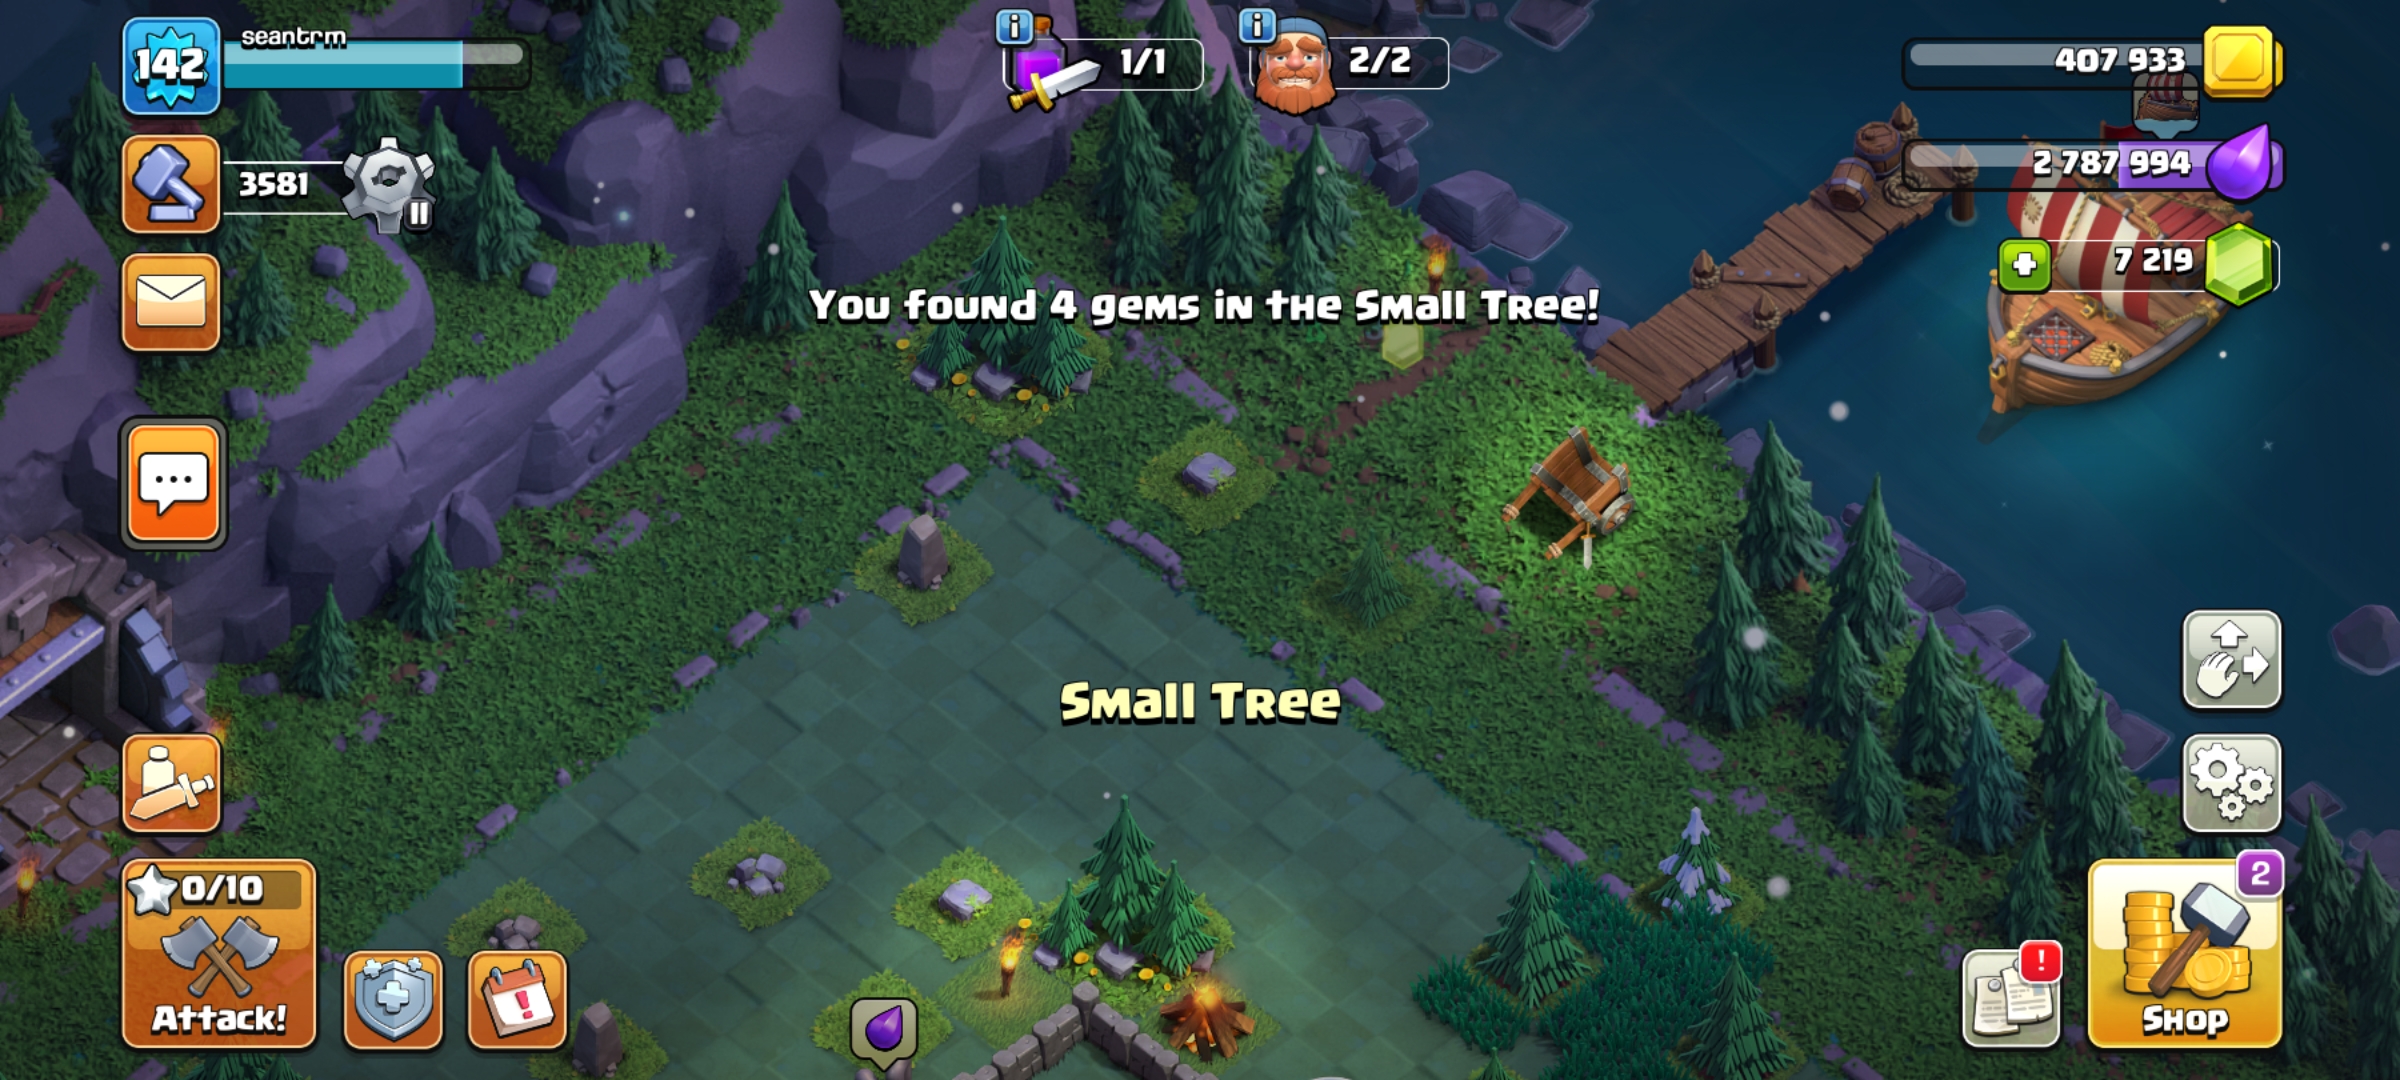 142
seantrm
1/1
2/2
407 933
3581
2 787 994
7 219
You found 4 gems in the Small Tree!
Small Tree
0/10
Attack!
2
!
Shop